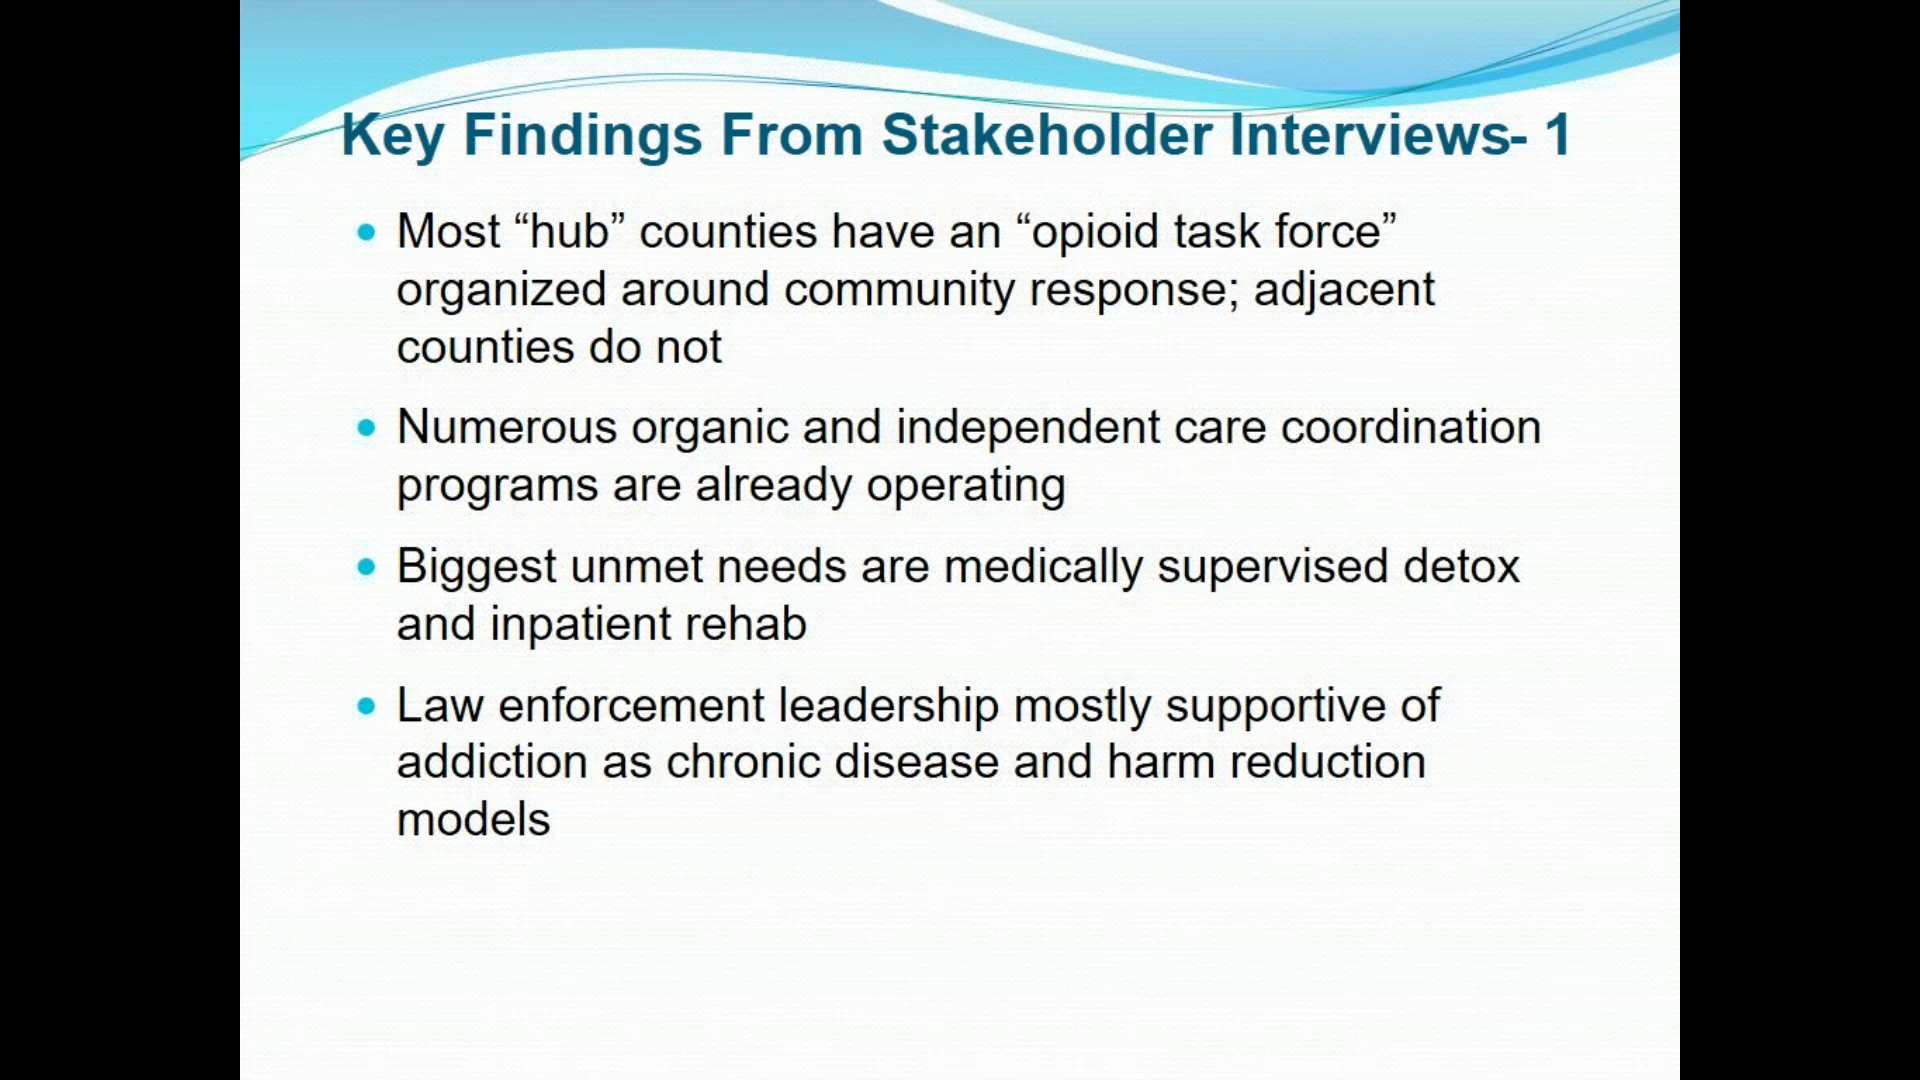 Key Findings From Stakeholder Interviews- 1
• Most “hub” counties have an “opioid task force”
organized around community response; adjacent
counties do not
• Numerous organic and independent care coordination
programs are already operating
• Biggest unmet needs are medically supervised detox
and inpatient rehab
• Law enforcement leadership mostly supportive of
addiction as chronic disease and harm reduction
models